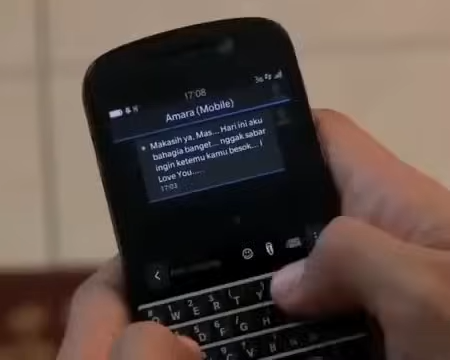 17:08
3G
Amara (Mobile)
Makasih ya, Mas... Hari ini aku
bahagia banget... nggak sabar
ingin ketemu kamu besok... I
Love You.....
17:03
W E R T Y
S D F G H
C V B N